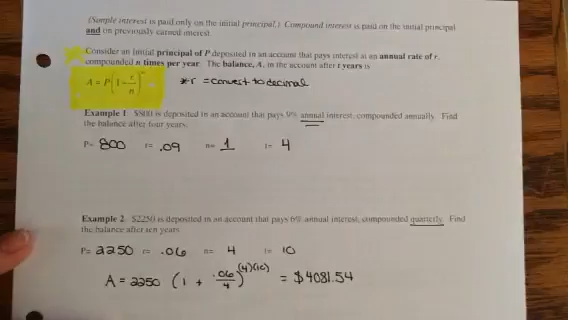 (Simple interest is paid only on the initial principal.) Compound interest is paid on the initial principal
and on previously earned interest.
Consider an initial principal of P deposited in an account that pays interest at an annual rate of r,
compounded n times per year. The balance, A, in the account after t years is
A = P(1 + r/n)^nt
*r = convert to decimal
Example 1 $800 is deposited in an account that pays 9% annual interest, compounded annually. Find
the balance after four years.
P= 800 r= .09 n= 1 t= 4
Example 2 $2250 is deposited in an account that pays 6% annual interest, compounded quarterly. Find
the balance after ten years.
P= 2250 r= .06 n= 4 t= 10
A = 2250 (1 + .06/4)^(4)(10) = $4081.54